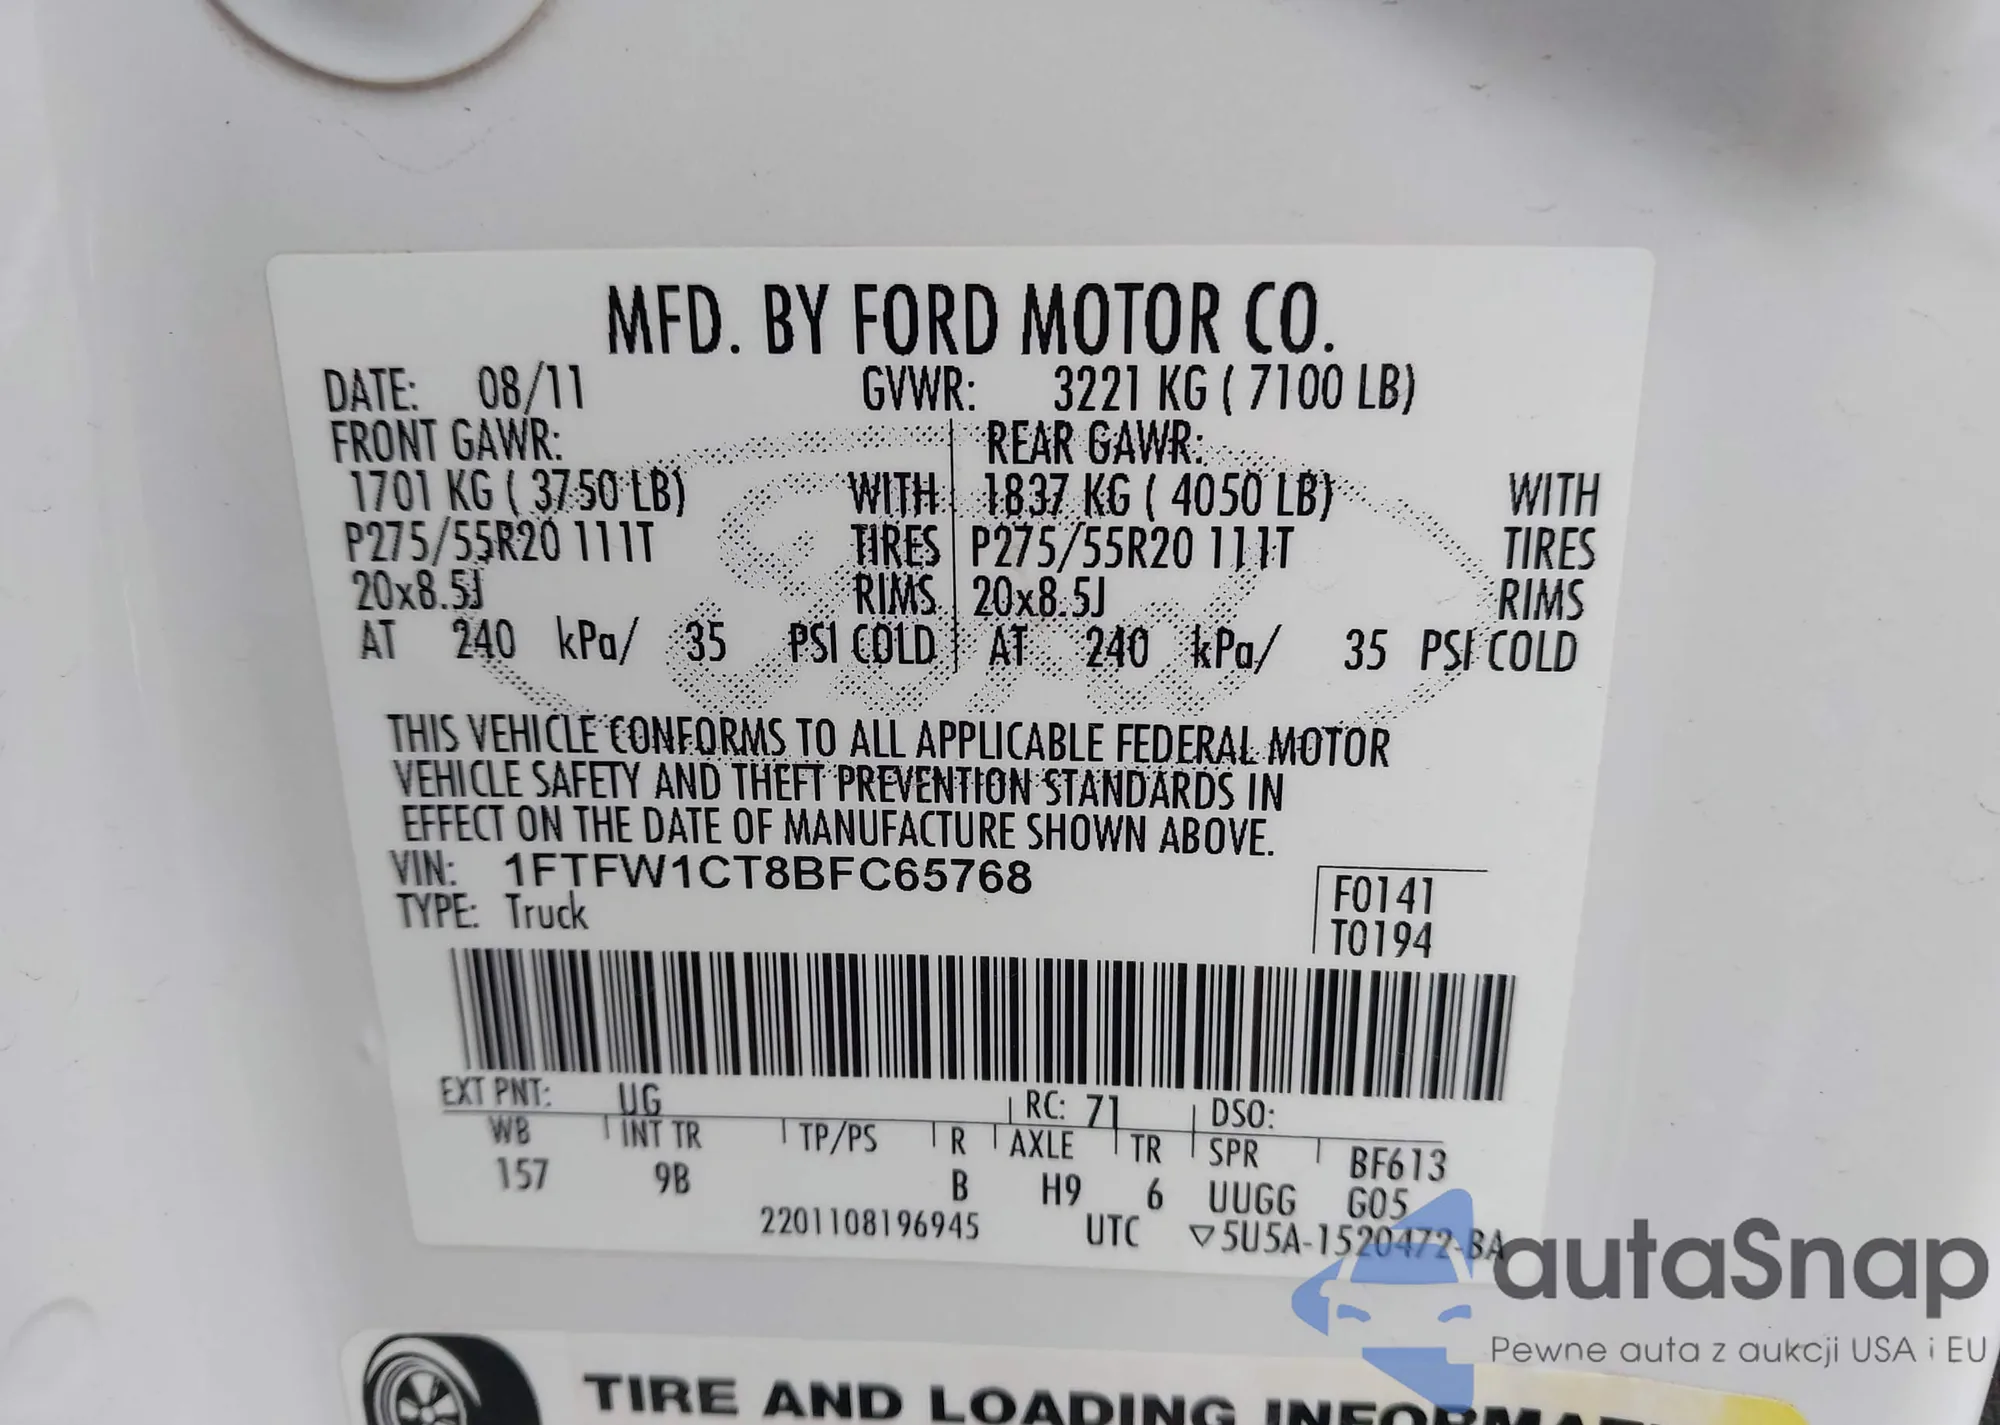 MFD. BY FORD MOTOR CO.
DATE: 08/11 GVWR: 3221 KG ( 7100 LB)
FRONT GAWR: REAR GAWR:
1701 KG ( 3750 LB) WITH 1837 KG ( 4050 LB) WITH
P275/55R20 111T TIRES P275/55R20 111T TIRES
20x8.5J RIMS 20x8.5J RIMS
AT 240 kPa/ 35 PSI COLD AT 240 kPa/ 35 PSI COLD
THIS VEHICLE CONFORMS TO ALL APPLICABLE FEDERAL MOTOR
VEHICLE SAFETY AND THEFT PREVENTION STANDARDS IN
EFFECT ON THE DATE OF MANUFACTURE SHOWN ABOVE.
VIN: 1FTFW1CT8BFC65768
TYPE: Truck
F0141
T0194
EXT PNT: UG RC: 71 DSO:
WB INT TR TP/PS R AXLE TR SPR BF613
157 9B B H9 6 UUGG G05
2201108196945 UTC ▽5U5A-1520472-BA
autaSnap
Pewne auta z aukcji USA i EU
TIRE AND LOADING INFORMA